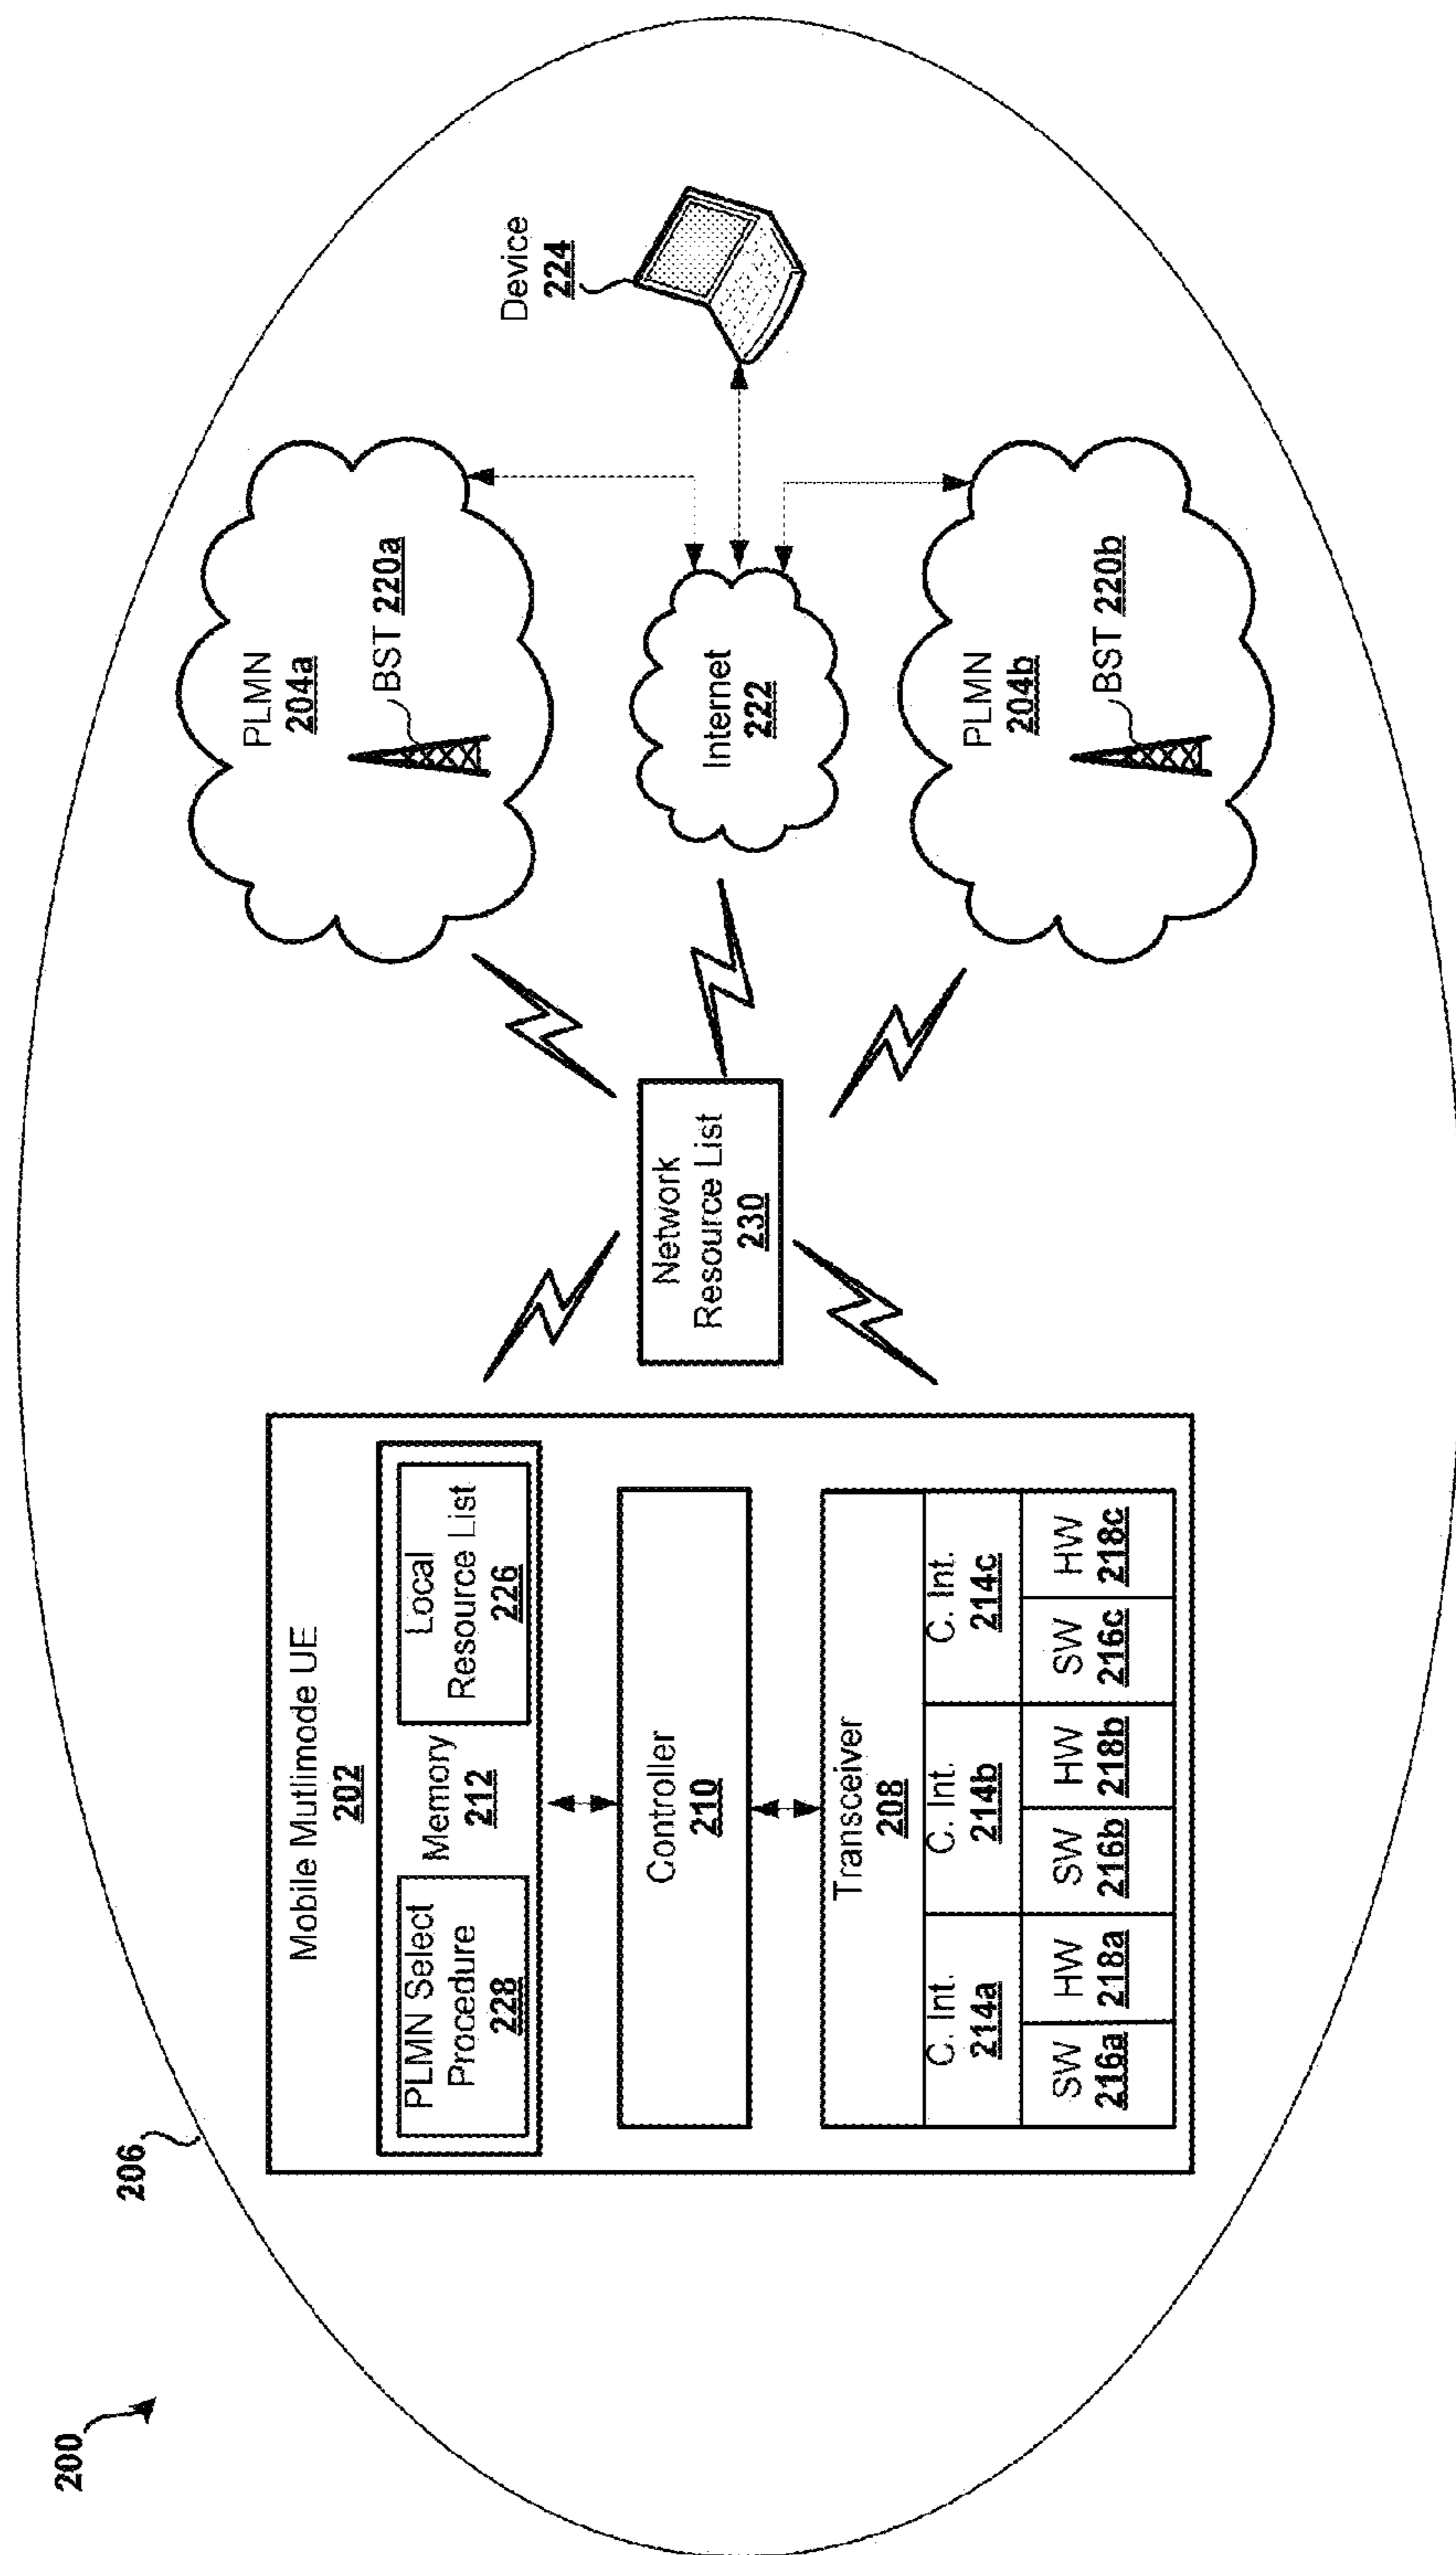 200
206
Mobile Mutlimode UE
202
PLMN Select
Procedure
228
Memory
212
Local
Resource List
226
Controller
210
Transceiver
208
C. Int.
214a
C. Int.
214b
C. Int.
214c
SW
216a
HW
218a
SW
216b
HW
218b
SW
216c
HW
218c
Network
Resource List
230
PLMN
204a
BST 220a
Internet
222
PLMN
204b
BST 220b
Device
224